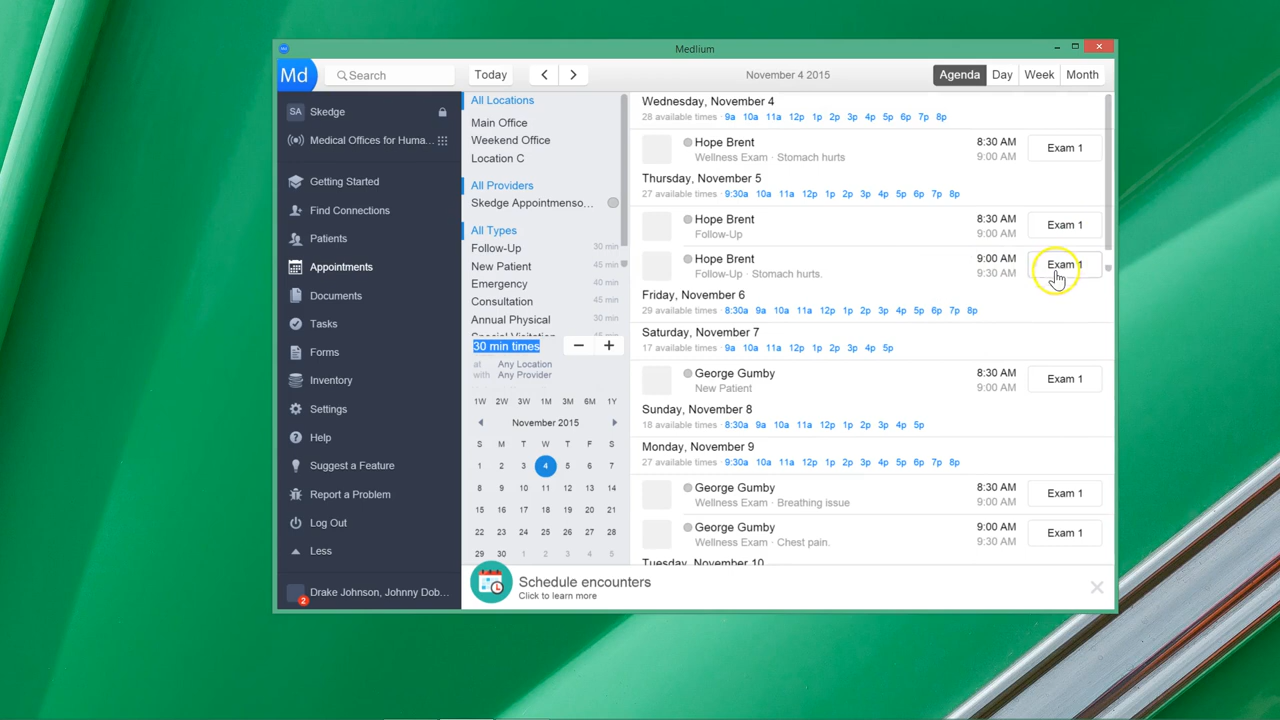 Medlium
Md
Search
Today
November 4 2015
Agenda Day Week Month
SA Skedge
Medical Offices for Huma...
Getting Started
Find Connections
Patients
Appointments
Documents
Tasks
Forms
Inventory
Settings
Help
Suggest a Feature
Report a Problem
Log Out
Less
2
Drake Johnson, Johnny Dob...
All Locations
Main Office
Weekend Office
Location C
All Providers
Skedge Appointmenso...
All Types
Follow-Up 30 min
New Patient 45 min
Emergency 40 min
Consultation 45 min
Annual Physical 30 min
Special Visitation 45 min
30 min times
at Any Location
with Any Provider
1W 2W 3W 1M 3M 6M 1Y
November 2015
S M T W T F S
1 2 3 4 5 6 7
8 9 10 11 12 13 14
15 16 17 18 19 20 21
22 23 24 25 26 27 28
29 30 1 2 3 4 5
Wednesday, November 4
28 available times 9a 10a 11a 12p 1p 2p 3p 4p 5p 6p 7p 8p
Hope Brent 8:30 AM
Wellness Exam · Stomach hurts 9:00 AM
Exam 1
Thursday, November 5
27 available times 9:30a 10a 11a 12p 1p 2p 3p 4p 5p 6p 7p 8p
Hope Brent 8:30 AM
Follow-Up 9:00 AM
Exam 1
Hope Brent 9:00 AM
Follow-Up · Stomach hurts. 9:30 AM
Exam 1
Friday, November 6
29 available times 8:30a 9a 10a 11a 12p 1p 2p 3p 4p 5p 6p 7p 8p
Saturday, November 7
17 available times 9a 10a 11a 12p 1p 2p 3p 4p 5p
George Gumby 8:30 AM
New Patient 9:00 AM
Exam 1
Sunday, November 8
18 available times 8:30a 9a 10a 11a 12p 1p 2p 3p 4p 5p
Monday, November 9
27 available times 9:30a 10a 11a 12p 1p 2p 3p 4p 5p 6p 7p 8p
George Gumby 8:30 AM
Wellness Exam · Breathing issue 9:00 AM
Exam 1
George Gumby 9:00 AM
Wellness Exam · Chest pain. 9:30 AM
Exam 1
Tuesday, November 10
Schedule encounters
Click to learn more